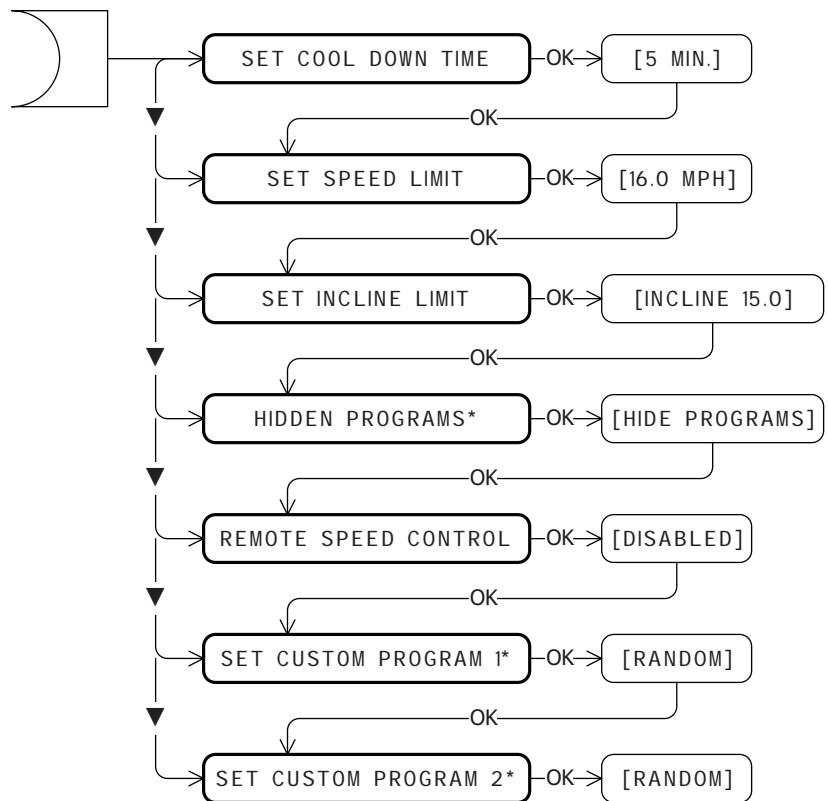 SET COOL DOWN TIME OK [5 MIN.]
OK
SET SPEED LIMIT OK [16.0 MPH]
OK
SET INCLINE LIMIT OK [INCLINE 15.0]
OK
HIDDEN PROGRAMS* OK [HIDE PROGRAMS]
OK
REMOTE SPEED CONTROL OK [DISABLED]
OK
SET CUSTOM PROGRAM 1* OK [RANDOM]
OK
SET CUSTOM PROGRAM 2* OK [RANDOM]